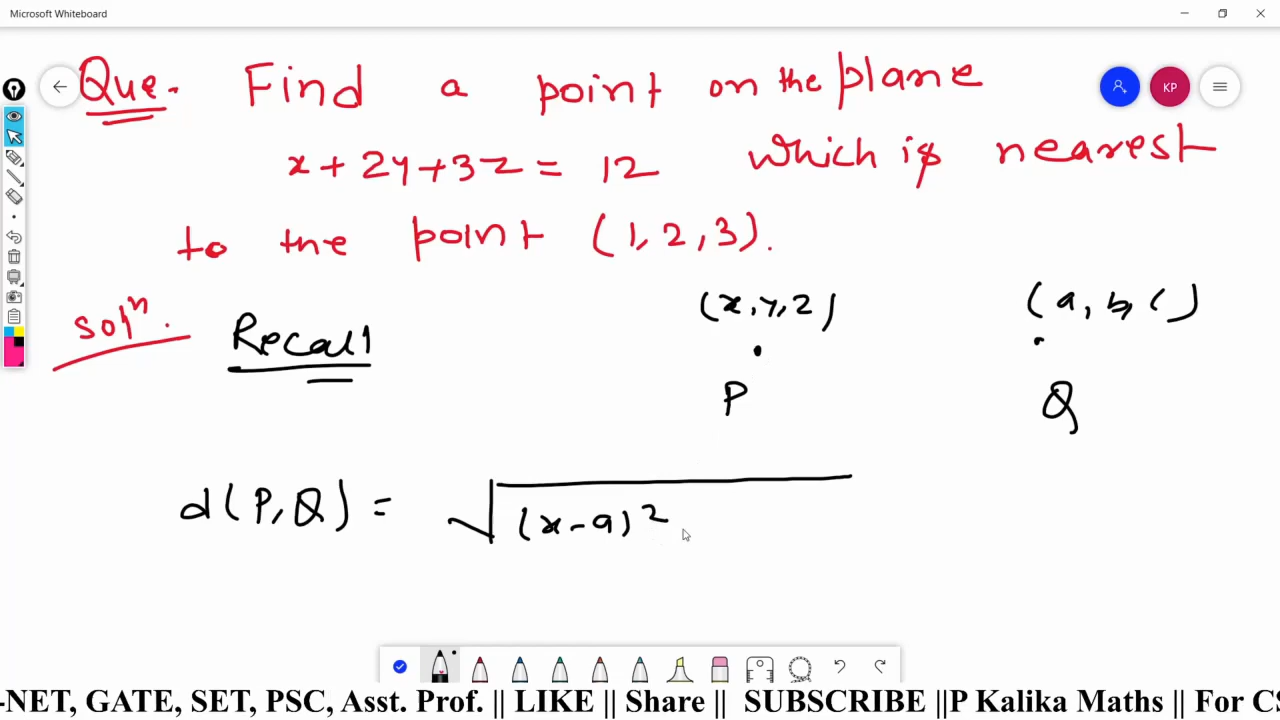 Microsoft Whiteboard
Que. Find a point on the plane
x + 2y + 3z = 12 which is nearest
to the point (1, 2, 3).
KP
(x, y, z) (a, b, c)
Solⁿ. Recall
P Q
d(P, Q) = √(x-a)²
-NET, GATE, SET, PSC, Asst. Prof. || LIKE || Share || SUBSCRIBE ||P Kalika Maths || For CS